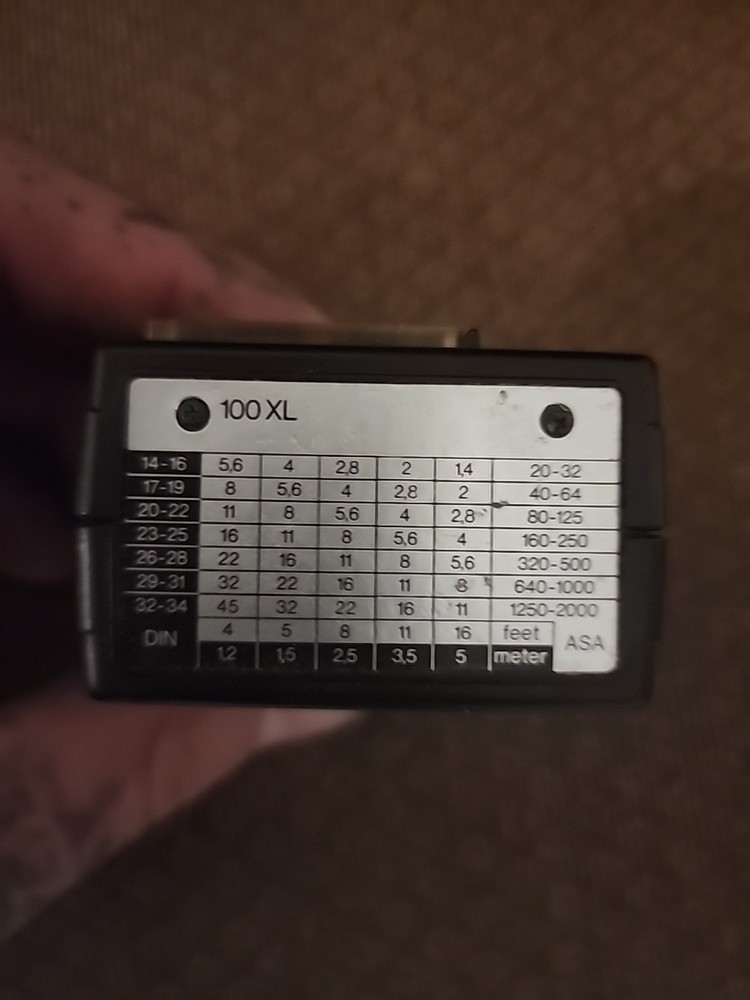 100 XL
14-16 5,6 4 2,8 2 1,4 20-32
17-19 8 5,6 4 2,8 2 40-64
20-22 11 8 5,6 4 2,8 80-125
23-25 16 11 8 5,6 4 160-250
26-28 22 16 11 8 5,6 320-500
29-31 32 22 16 11 8 640-1000
32-34 45 32 22 16 11 1250-2000
DIN 4 5 8 11 16 feet ASA
1,2 1,5 2,5 3,5 5 meter